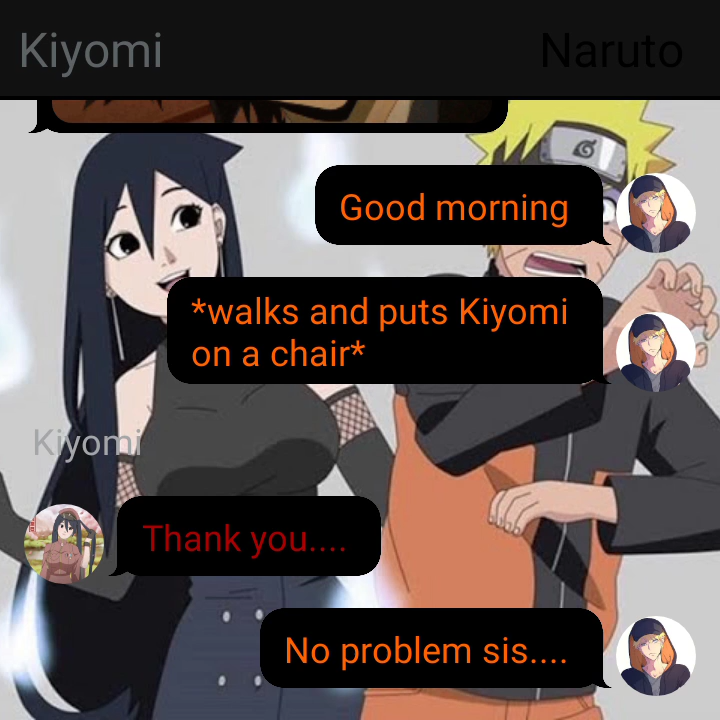 Kiyomi Naruto
Good morning
*walks and puts Kiyomi
on a chair*
Kiyomi
Thank you....
No problem sis....